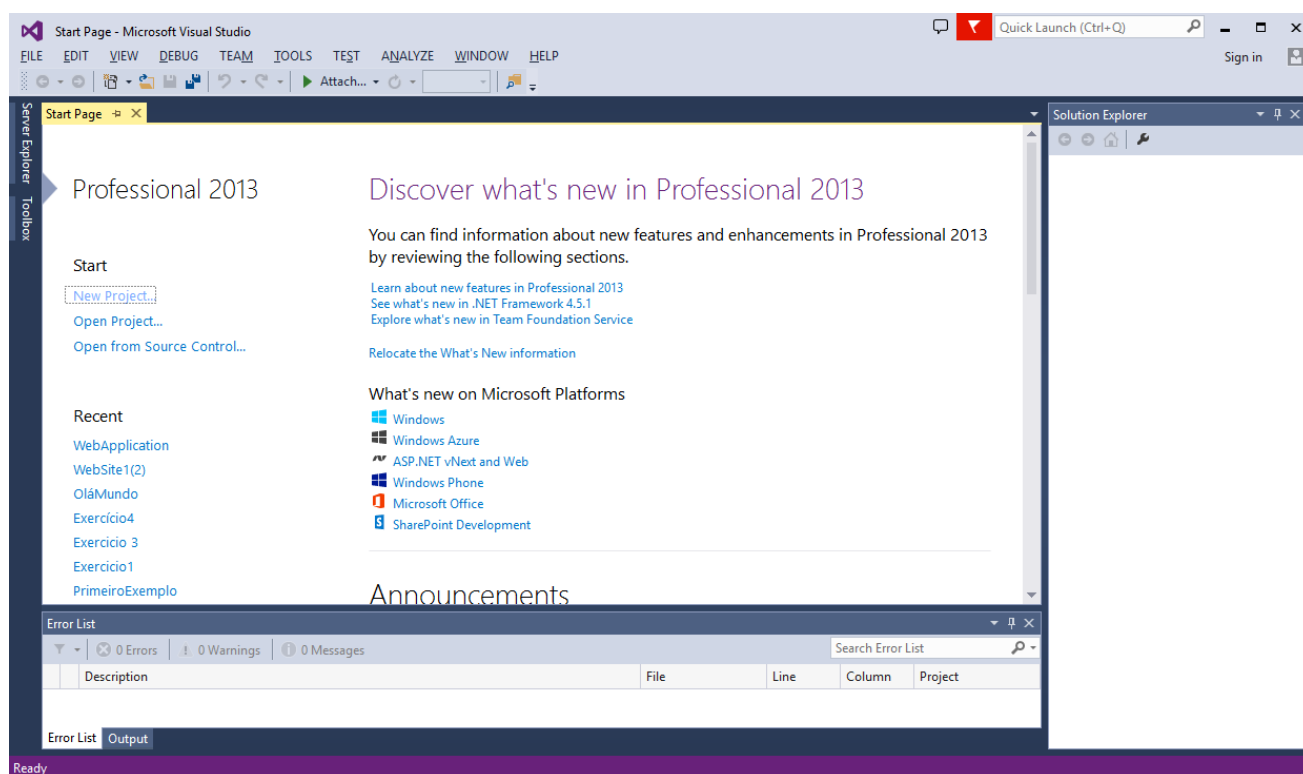 Start Page - Microsoft Visual Studio
Quick Launch (Ctrl+Q)
FILE EDIT VIEW DEBUG TEAM TOOLS TEST ANALYZE WINDOW HELP
Sign in
Attach...
Server Explorer
Toolbox
Start Page
Professional 2013
Start
New Project...
Open Project...
Open from Source Control...
Recent
WebApplication
WebSite1(2)
OláMundo
Exercício4
Exercicio 3
Exercicio1
PrimeiroExemplo
Discover what's new in Professional 2013
You can find information about new features and enhancements in Professional 2013
by reviewing the following sections.
Learn about new features in Professional 2013
See what's new in .NET Framework 4.5.1
Explore what's new in Team Foundation Service
Relocate the What's New information
What's new on Microsoft Platforms
Windows
Windows Azure
ASP.NET vNext and Web
Windows Phone
Microsoft Office
SharePoint Development
Announcements
Solution Explorer
Error List
0 Errors 0 Warnings 0 Messages
Search Error List
Description File Line Column Project
Error List Output
Ready